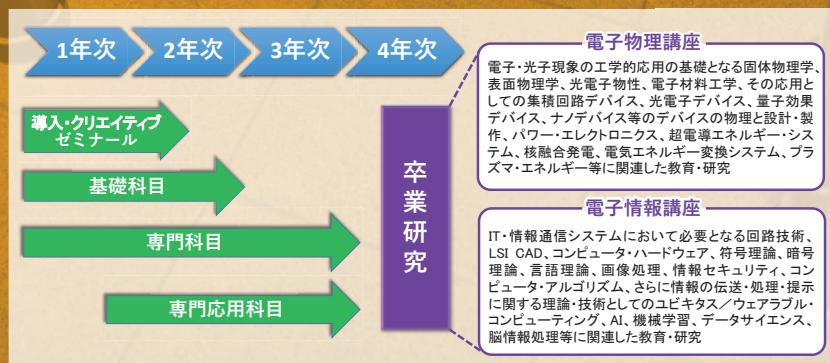 1年次
2年次
3年次
4年次
導入・クリエイティブ
ゼミナール
基礎科目
専門科目
専門応用科目
卒業研究
電子物理講座
電子・光子現象の工学的応用の基礎となる固体物理学、
表面物理学、光電子物性、電子材料工学、その応用と
しての集積回路デバイス、光電子デバイス、量子効果
デバイス、ナノデバイス等のデバイスの物理と設計・製
作、パワー・エレクトロニクス、超電導エネルギー・シス
テム、核融合発電、電気エネルギー変換システム、プラ
ズマ・エネルギー等に関連した教育・研究
電子情報講座
IT・情報通信システムにおいて必要となる回路技術、
LSI CAD、コンピュータ・ハードウェア、符号理論、暗号
理論、言語理論、画像処理、情報セキュリティ、コン
ピュータ・アルゴリズム、さらに情報の伝送・処理・提示
に関する理論・技術としてのユビキタス／ウェアラブル・
コンピューティング、AI、機械学習、データサイエンス、
脳情報処理等に関連した教育・研究